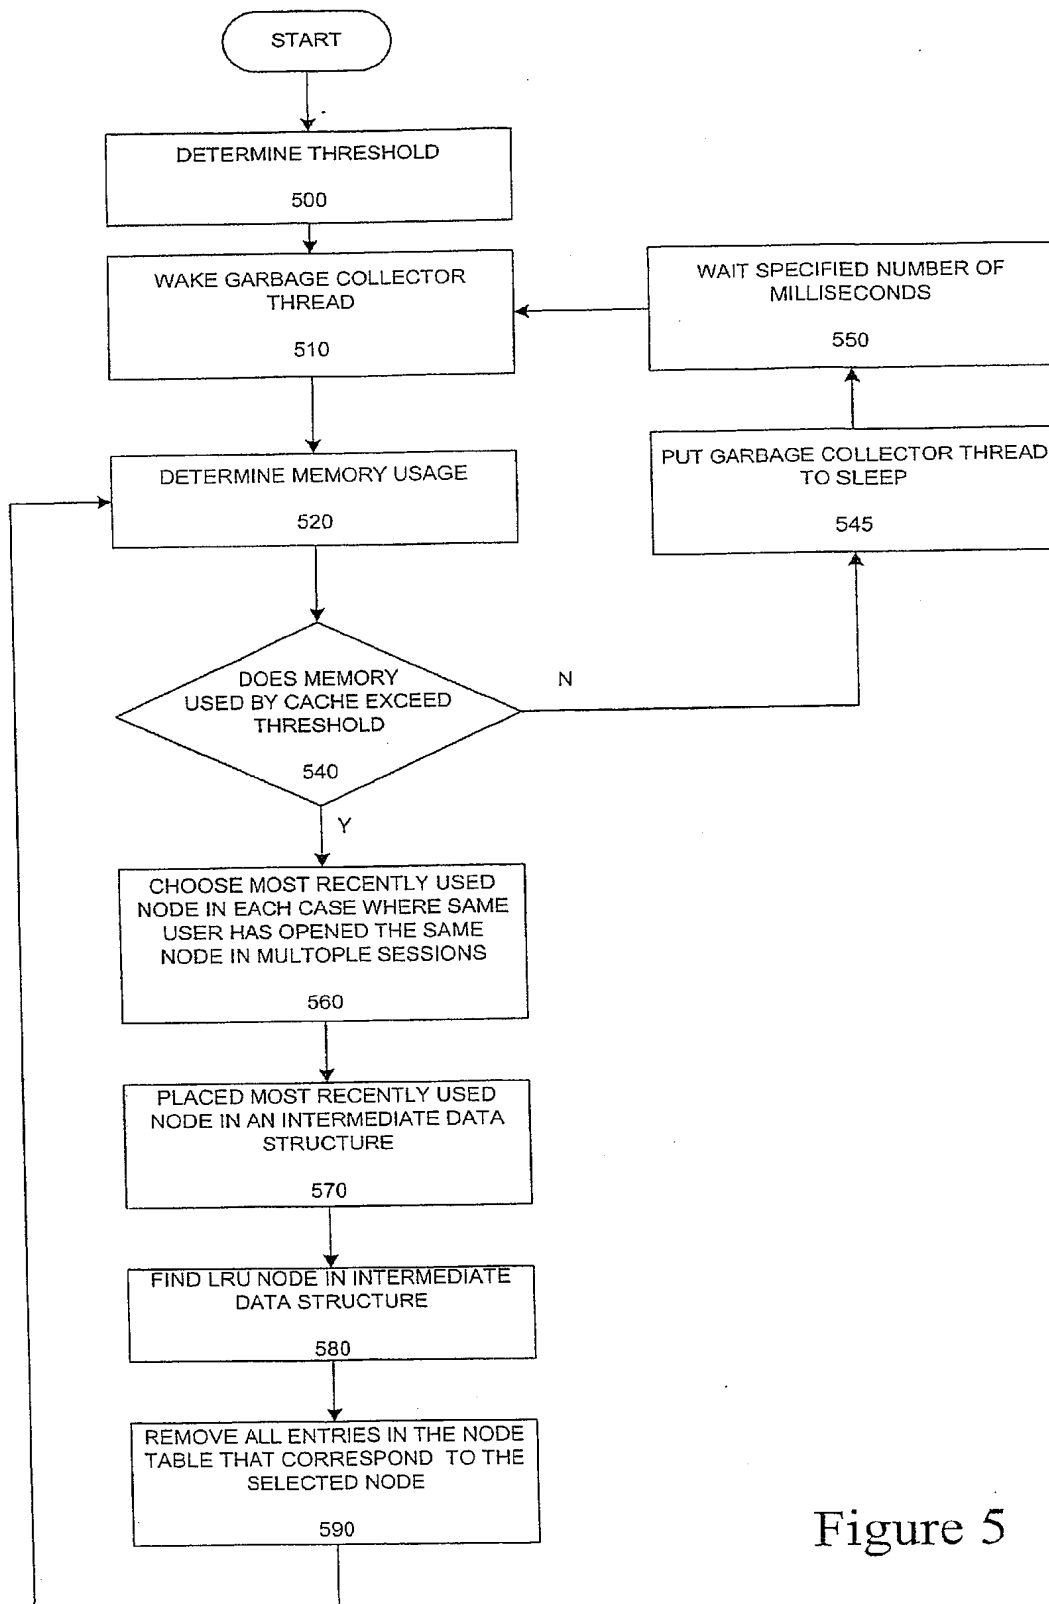 START
DETERMINE THRESHOLD
500
WAKE GARBAGE COLLECTOR
THREAD
510
WAIT SPECIFIED NUMBER OF
MILLISECONDS
550
PUT GARBAGE COLLECTOR THREAD
TO SLEEP
545
DETERMINE MEMORY USAGE
520
DOES MEMORY
USED BY CACHE EXCEED
THRESHOLD
540
N
Y
CHOOSE MOST RECENTLY USED
NODE IN EACH CASE WHERE SAME
USER HAS OPENED THE SAME
NODE IN MULTOPLE SESSIONS
560
PLACED MOST RECENTLY USED
NODE IN AN INTERMEDIATE DATA
STRUCTURE
570
FIND LRU NODE IN INTERMEDIATE
DATA STRUCTURE
580
REMOVE ALL ENTRIES IN THE NODE
TABLE THAT CORRESPOND TO THE
SELECTED NODE
590
Figure 5